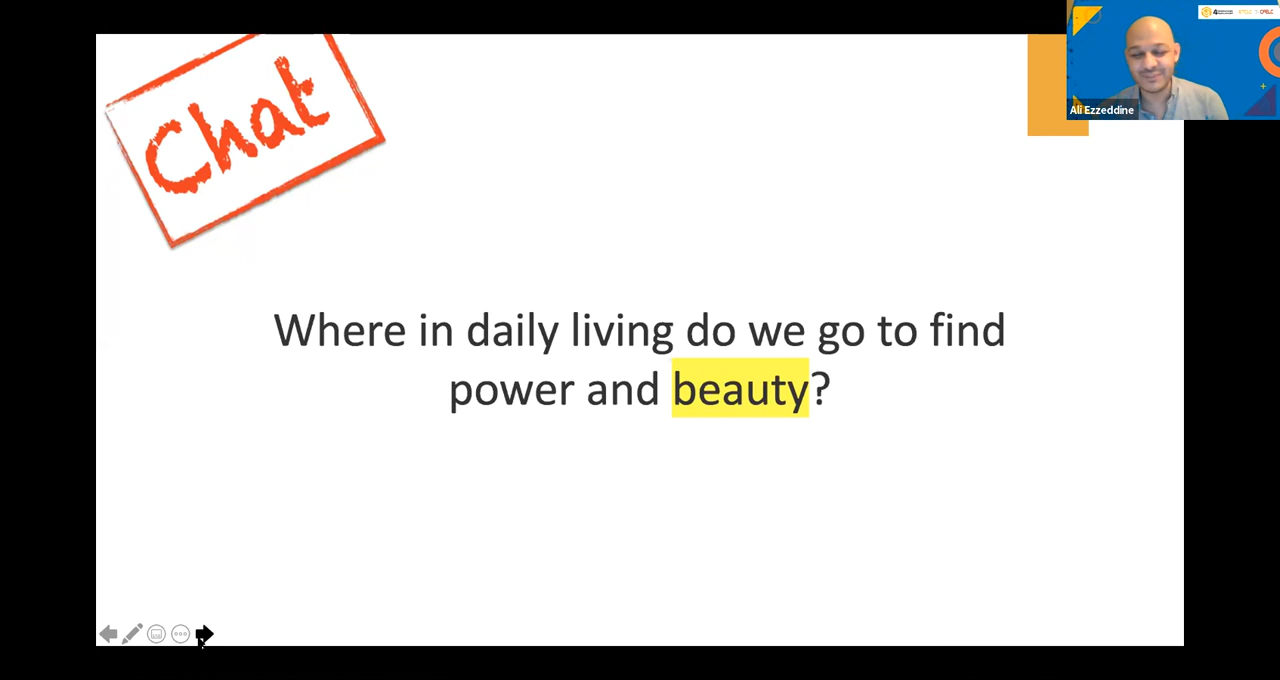 Chat
Ali Ezzeddine
Where in daily living do we go to find
power and beauty?